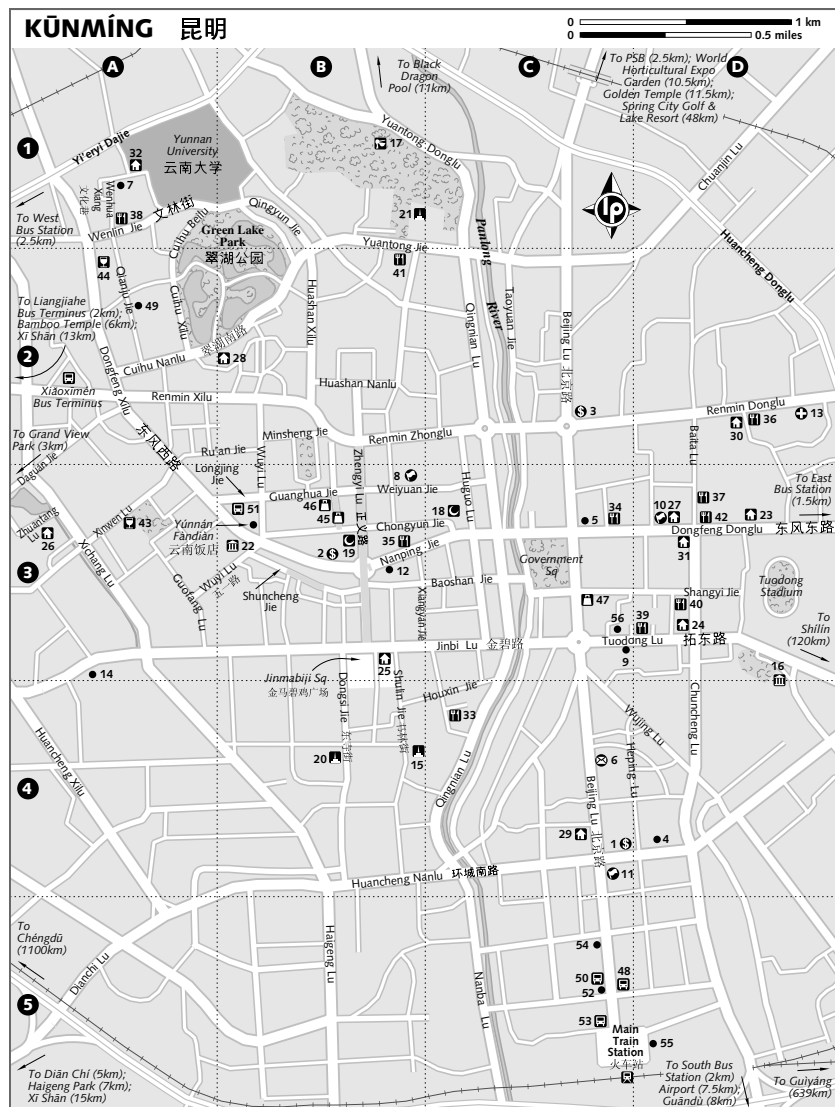 KŪNMÍNG 昆明
0 1 km
0 0.5 miles
A
B
C
D
To PSB (2.5km); World
Horticultural Expo
Garden (10.5km);
Golden Temple (11.5km);
Spring City Golf &
Lake Resort (48km)
To Black
Dragon
Pool (11km)
1
Yi'eryi Dajie
Yunnan
University
云南大学
32
7
17
Yuantong Donglu
Chuanjin Lu
Wenhua
Xiang
文化巷
38
文林街
Wenlin Jie
To West
Bus Station
(2.5km)
Cuihu Beilu
Qingyun Jie
21
Panlong
River
Green Lake
Park
翠湖公园
Yuantong Jie
41
Huancheng Donglu
44
Qianju Jie
49
Cuihu Xilu
Huashan Xilu
Taoyuan Jie
Qingnian Lu
Beijing Lu 北京路
To Liangjiahe
Bus Terminus (2km);
Bamboo Temple (6km);
Xī Shān (13km)
2
翠湖南路
Cuihu Nanlu
28
Dongfeng Xilu
东风西路
Xiǎoxīmén
Bus Terminus
Renmin Xilu
Huashan Nanlu
3
Renmin Donglu
30
36
13
To Grand View
Park (3km)
Daguan Jie
Minsheng Jie
Renmin Zhonglu
Ru'an Jie
Longjing
Jie
Wuyi Lu
Zhengyi Lu 正义路
8
Weiyuan Jie
Huguo Lu
Baita Lu
37
To East
Bus Station
(1.5km)
Guanghua Jie
46
45
51
18
Chongyun Jie
5
34
10
27
42
23
Dongfeng Donglu 东风东路
Zhuantang
Lu
26
Xinwen Lu
43
Yúnnán
Fàndiàn
云南饭店
22
2
19
35
Nanping Jie
12
31
3
Xichang Lu
Guofang Lu
Wuyi Lu
五一路
Shuncheng
Jie
Baoshan Jie
Xiangyun Jie
Government
Sq
Tuodong
Stadium
47
Shangyi Jie
40
56
39
24
Tuodong Lu 拓东路
To
Shílín
(120km)
9
Jinbi Lu 金碧路
14
Jinmabiji Sq
金马碧鸡广场
25
16
Dongsi Jie 东寺街
Shulin Jie 书林街
Houxin Jie
33
Wujing Lu
Chuncheng Lu
20
15
Huancheng Xilu
4
6
Heping Lu
Qingnian Lu
Beijing Lu 北京路
29
1
4
Huancheng Nanlu 环城南路
11
To
Chéngdū
(1100km)
Dianchi Lu
Haigeng Lu
Nanba Lu
54
50
48
52
5
53
Main
Train
Station
火车站
55
To Diān Chí (5km);
Haigeng Park (7km);
Xī Shān (15km)
To South Bus
Station (2km)
Airport (7.5km);
Guāndù (8km)
To Guìyáng
(639km)
lp